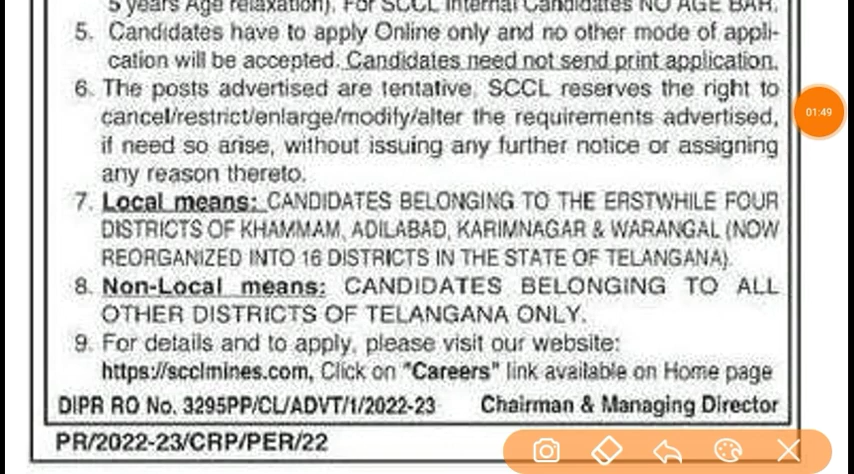 5 years Age relaxation). For SCCL Internal Candidates NO AGE BAR.
5. Candidates have to apply Online only and no other mode of appli-
cation will be accepted. Candidates need not send print application.
6. The posts advertised are tentative. SCCL reserves the right to
cancel/restrict/enlarge/modify/alter the requirements advertised,
if need so arise, without issuing any further notice or assigning
any reason thereto.
7. Local means: CANDIDATES BELONGING TO THE ERSTWHILE FOUR
DISTRICTS OF KHAMMAM, ADILABAD, KARIMNAGAR & WARANGAL (NOW
REORGANIZED INTO 16 DISTRICTS IN THE STATE OF TELANGANA).
8. Non-Local means: CANDIDATES BELONGING TO ALL
OTHER DISTRICTS OF TELANGANA ONLY.
9. For details and to apply, please visit our website:
https://scclmines.com, Click on "Careers" link available on Home page
DIPR RO No. 3295PP/CL/ADVT/1/2022-23 Chairman & Managing Director
PR/2022-23/CRP/PER/22
01:49